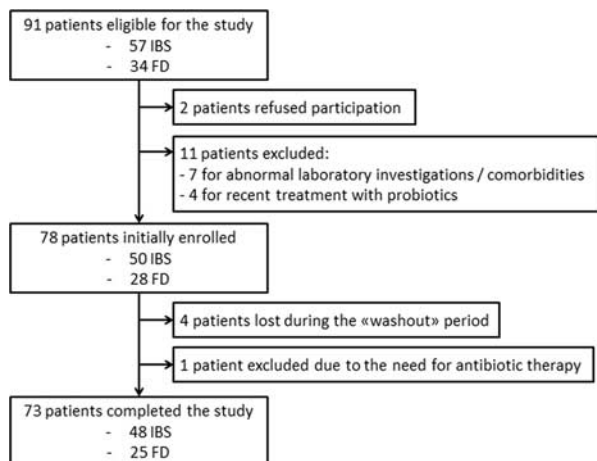 91 patients eligible for the study
- 57 IBS
- 34 FD
2 patients refused participation
11 patients excluded:
- 7 for abnormal laboratory investigations / comorbidities
- 4 for recent treatment with probiotics
78 patients initially enrolled
- 50 IBS
- 28 FD
4 patients lost during the «washout» period
1 patient excluded due to the need for antibiotic therapy
73 patients completed the study
- 48 IBS
- 25 FD